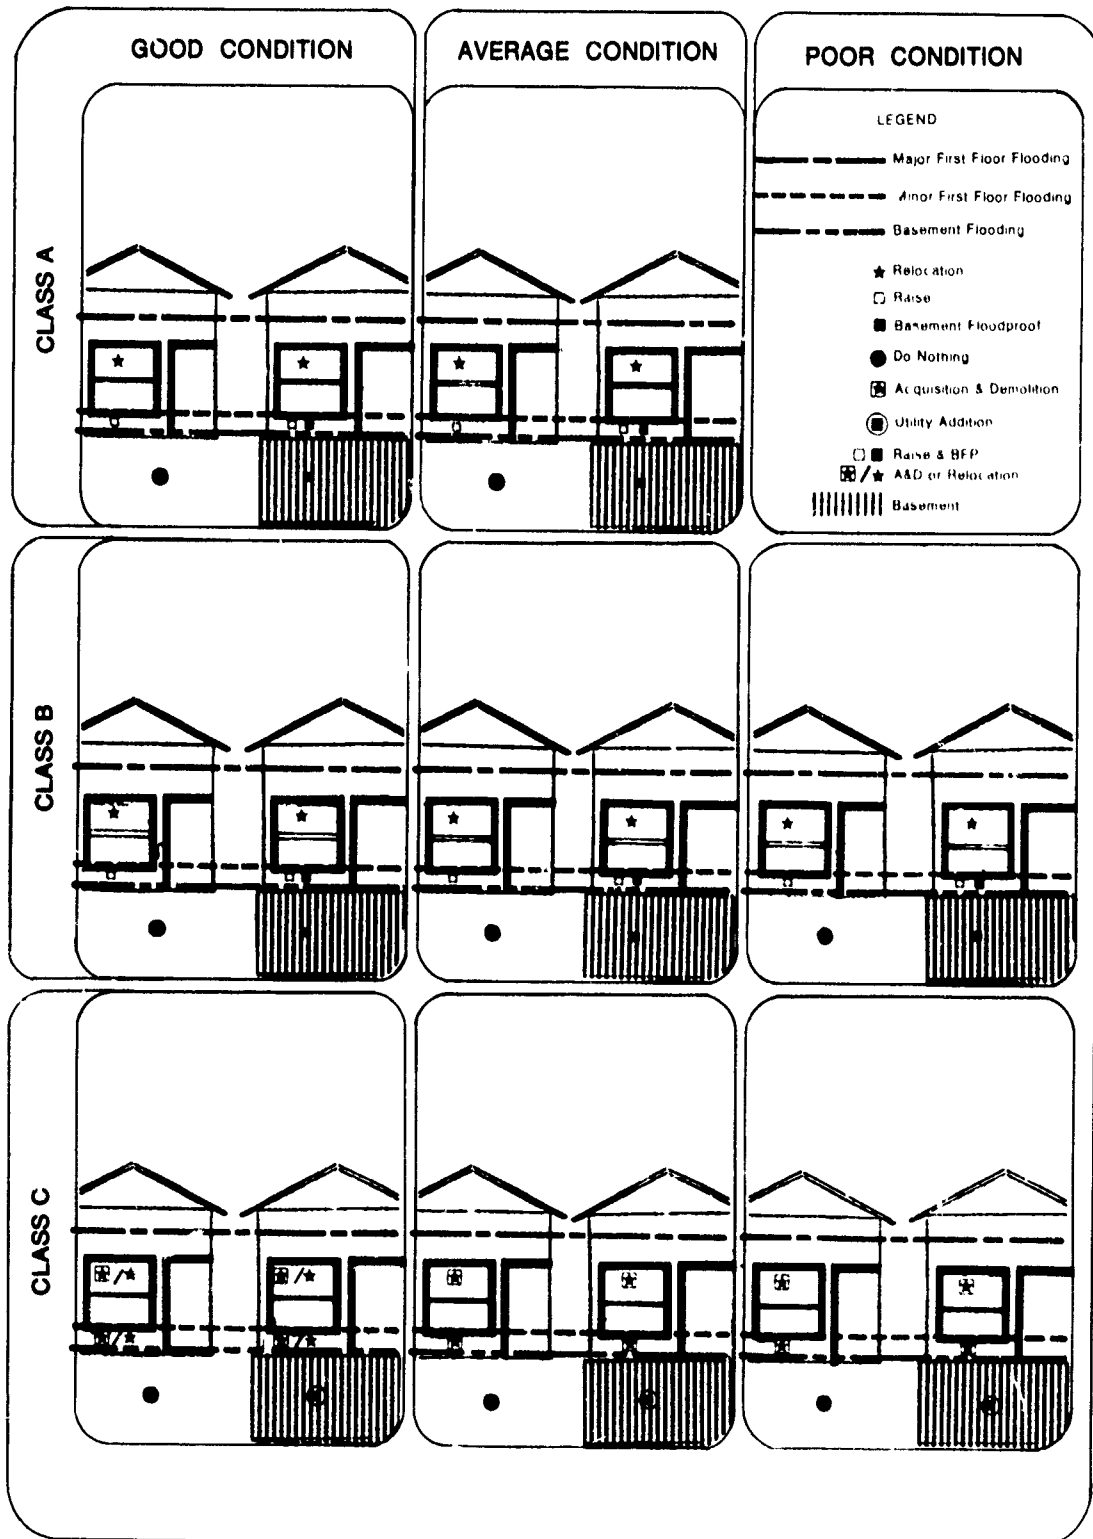 GOOD CONDITION
AVERAGE CONDITION
POOR CONDITION
CLASS A
LEGEND
Major First Floor Flooding
Minor First Floor Flooding
Basement Flooding
Relocation
Raise
Basement Floodproof
Do Nothing
Acquisition & Demolition
Utility Addition
Raise & BFP
A&D or Relocation
Basement
CLASS B
CLASS C